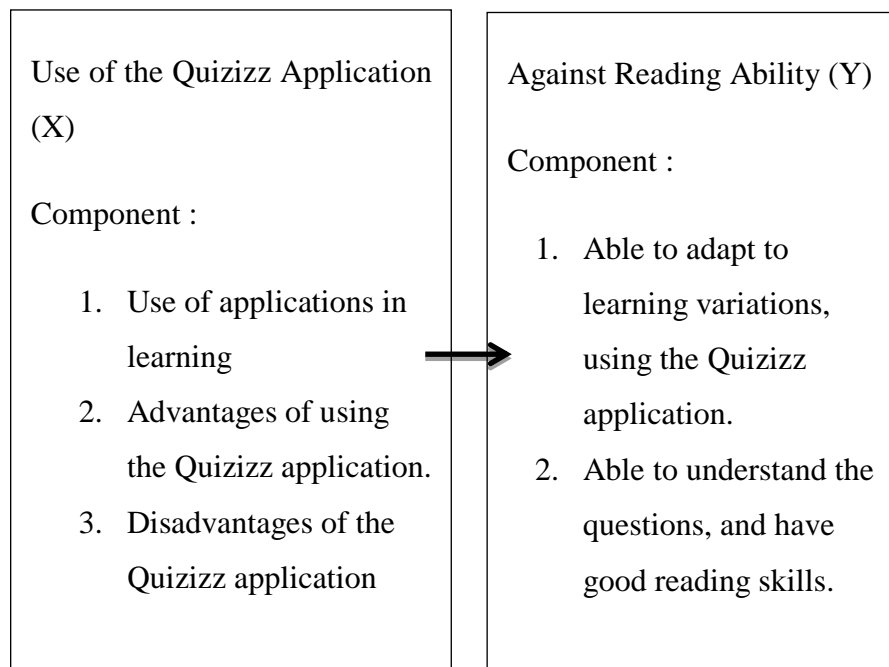 Use of the Quizizz Application
(X)
Component :
1. Use of applications in
learning
2. Advantages of using
the Quizizz application.
3. Disadvantages of the
Quizizz application
Against Reading Ability (Y)
Component :
1. Able to adapt to
learning variations,
using the Quizizz
application.
2. Able to understand the
questions, and have
good reading skills.